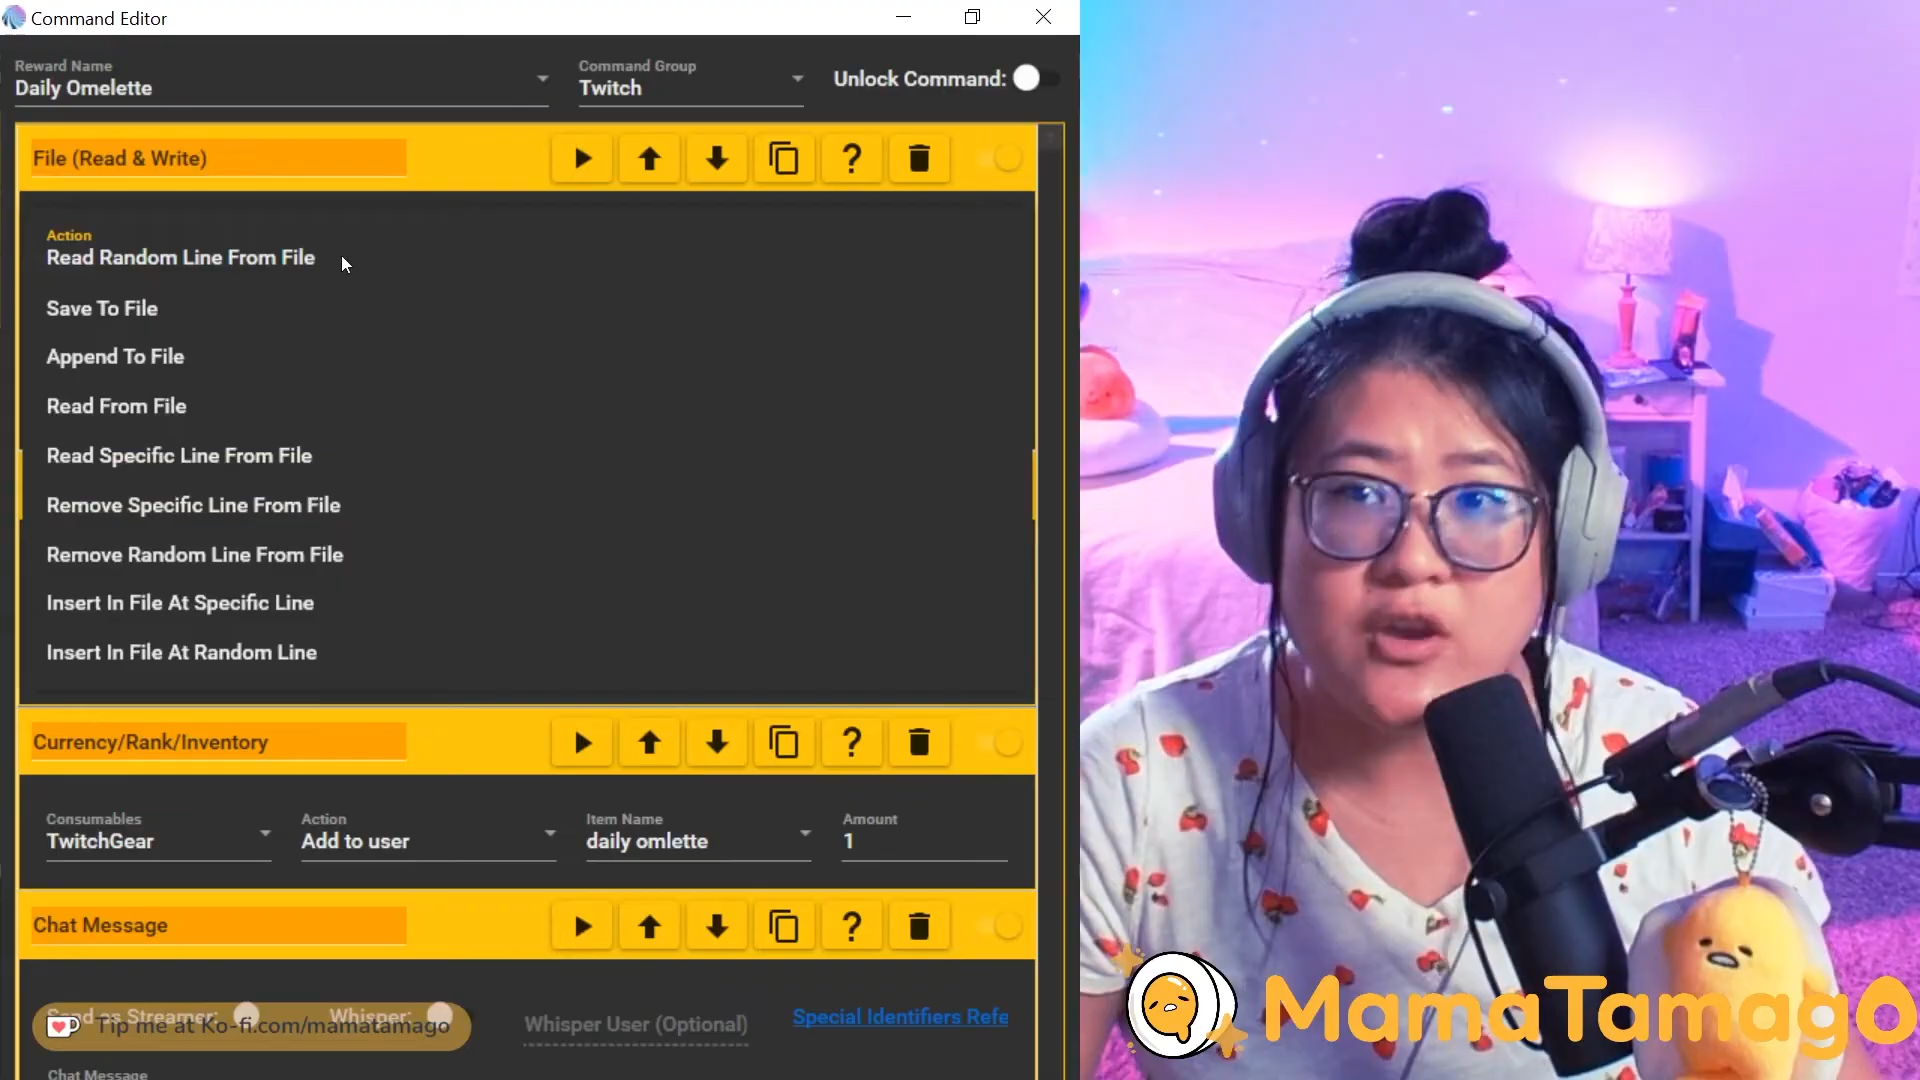 Command Editor
Reward Name
Daily Omelette
Command Group
Twitch
Unlock Command:
File (Read & Write)
?
Action
Read Random Line From File
Save To File
Append To File
Read From File
Read Specific Line From File
Remove Specific Line From File
Remove Random Line From File
Insert In File At Specific Line
Insert In File At Random Line
Currency/Rank/Inventory
?
Consumables
TwitchGear
Action
Add to user
Item Name
daily omlette
Amount
1
Chat Message
?
Send as Streamer:
Whisper:
Tip me at Ko-fi.com/mamatamago
Whisper User (Optional)
Special Identifiers Refe
Chat Message
MamaTamago